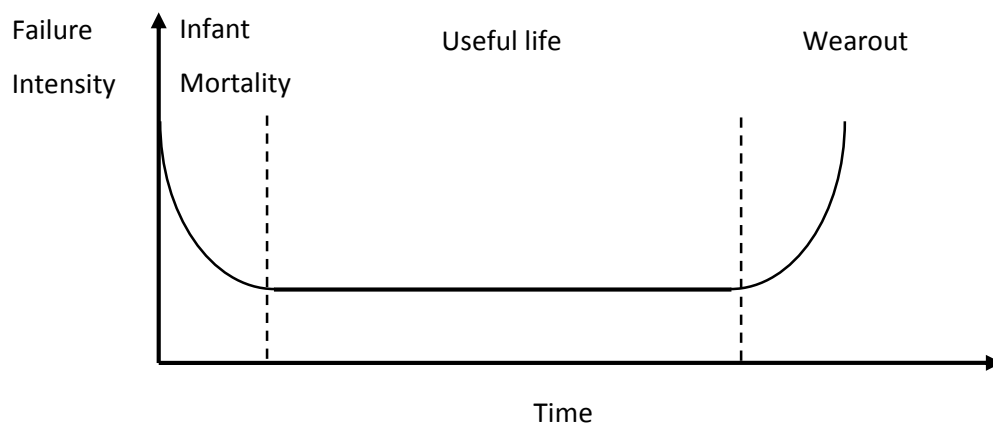 Failure
Intensity
Infant
Mortality
Useful life
Wearout
Time